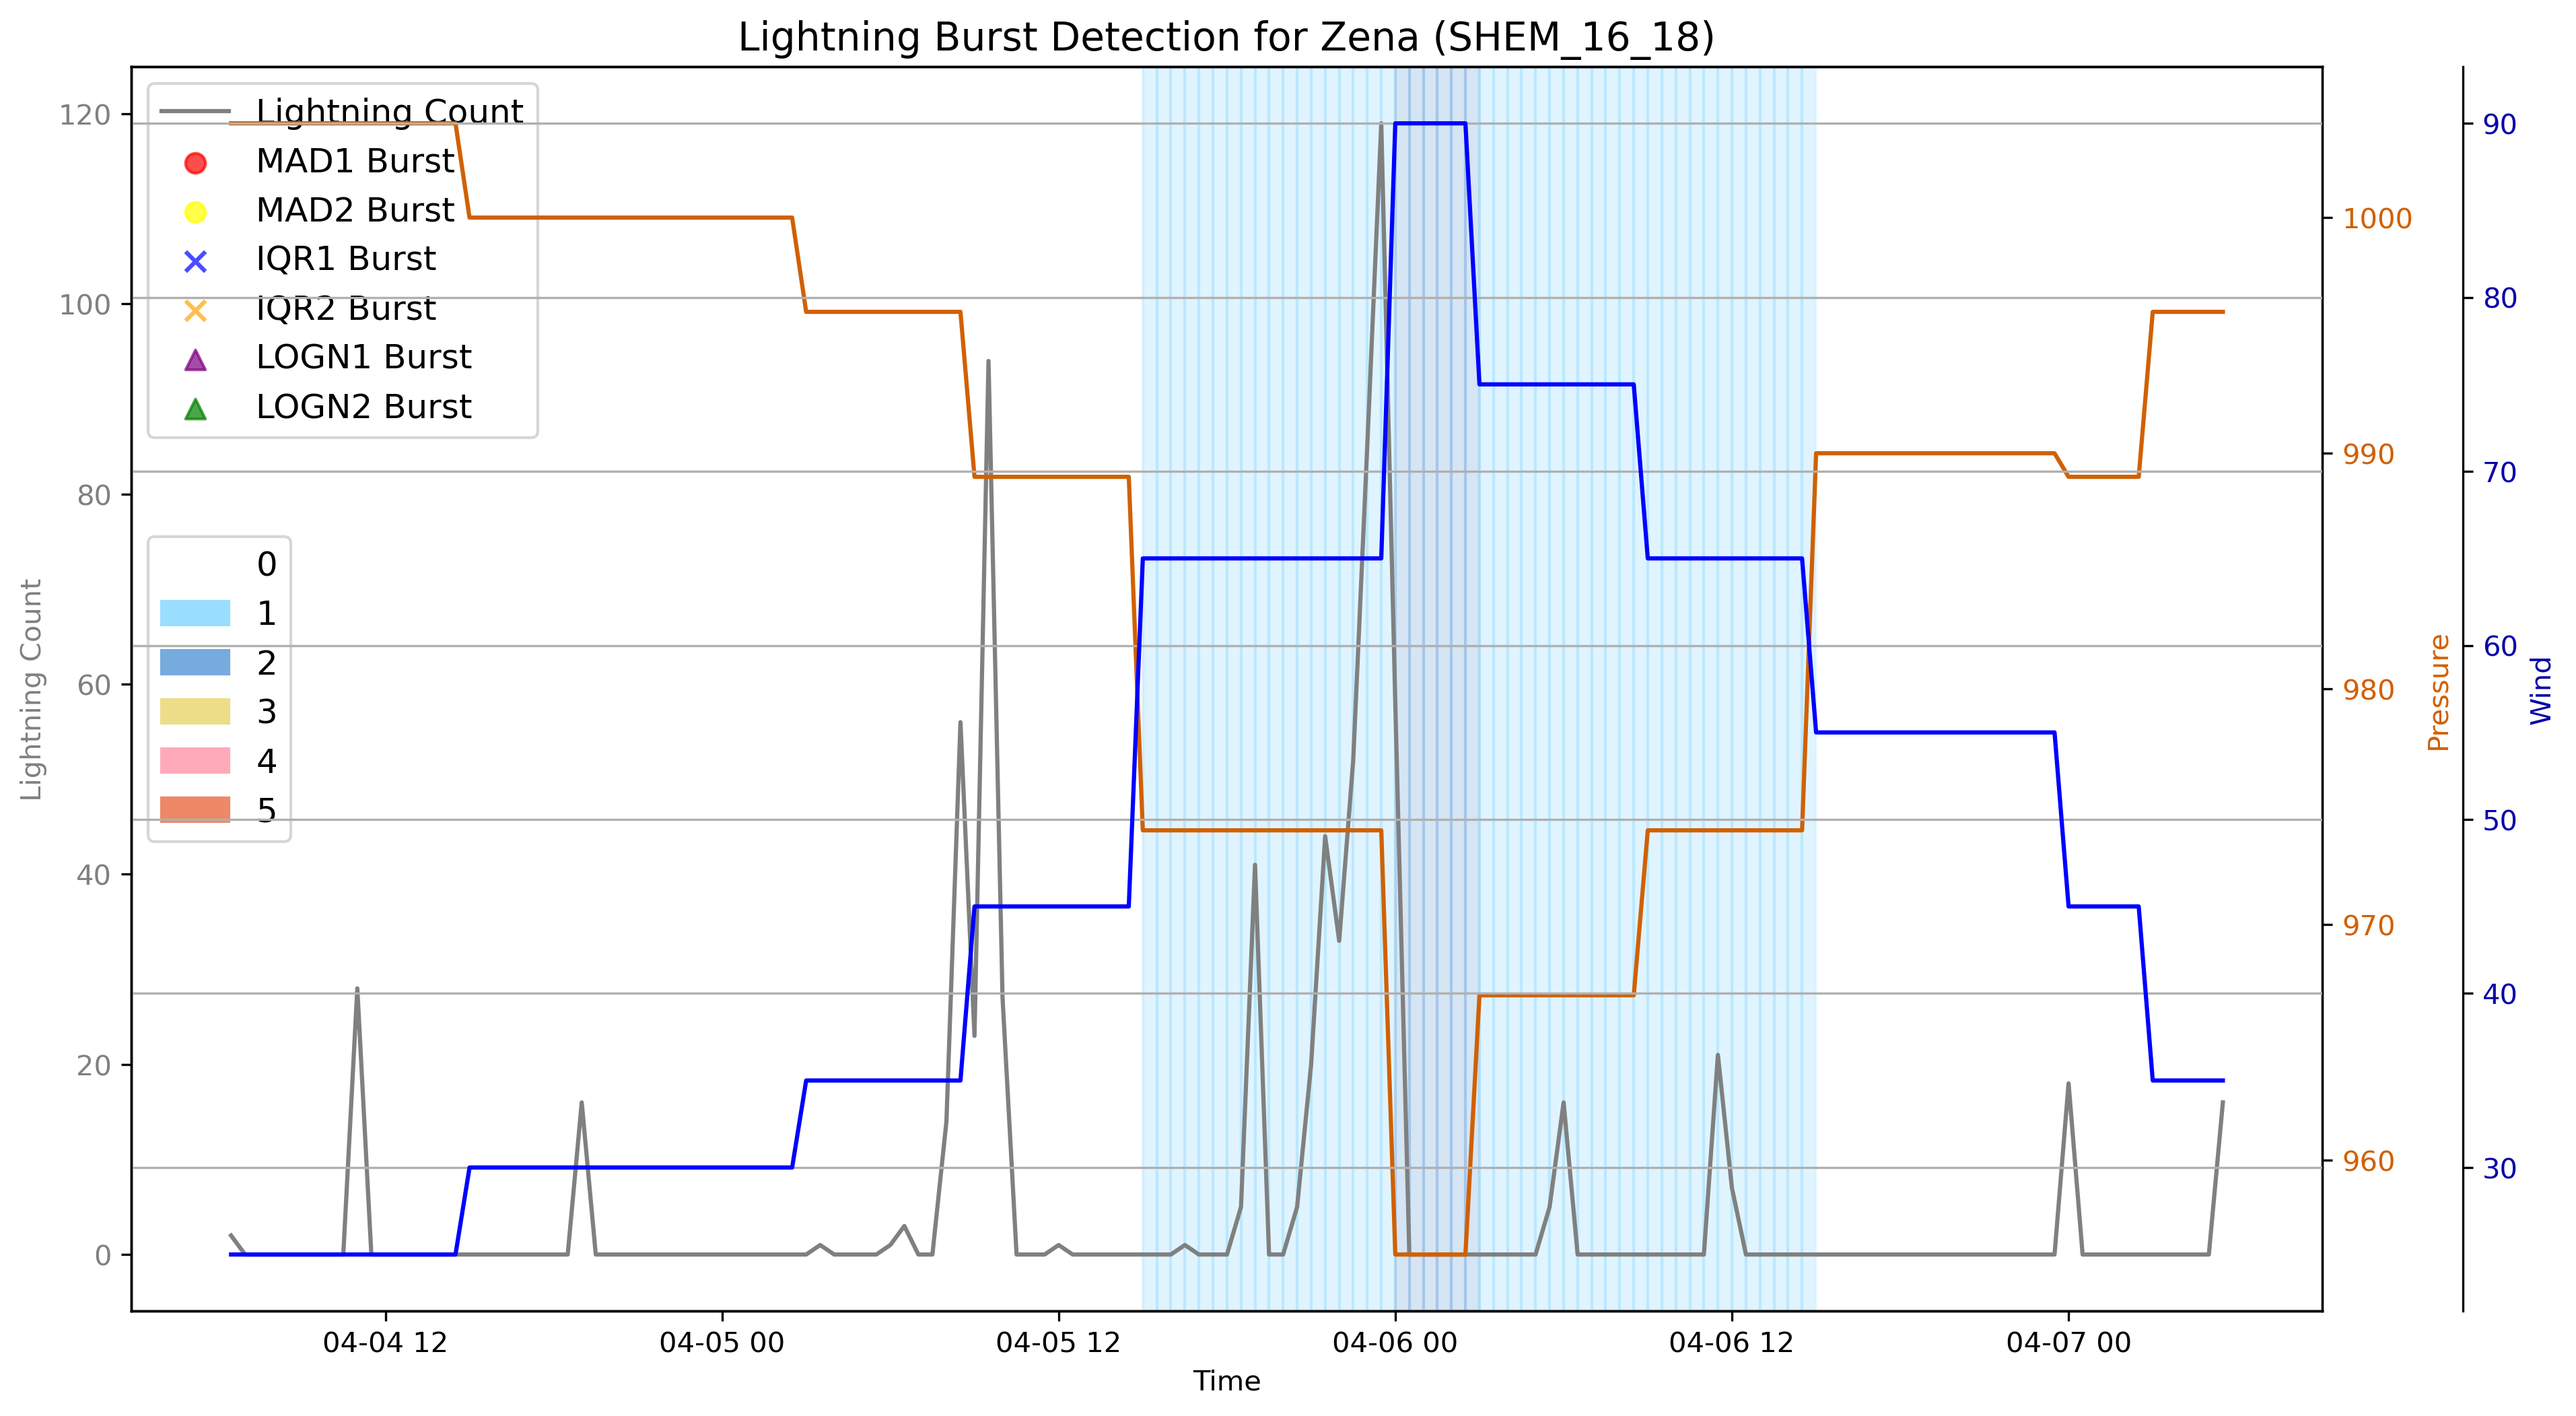 Lightning Burst Detection for Zena (SHEM_16_18)
Lightning Count
MAD1 Burst
MAD2 Burst
IQR1 Burst
IQR2 Burst
LOGN1 Burst
LOGN2 Burst
0
1
2
3
4
5
Lightning Count
120
100
80
60
40
20
0
1000
990
980
970
960
Pressure
90
80
70
60
50
40
30
Wind
04-04 12
04-05 00
04-05 12
04-06 00
04-06 12
04-07 00
Time